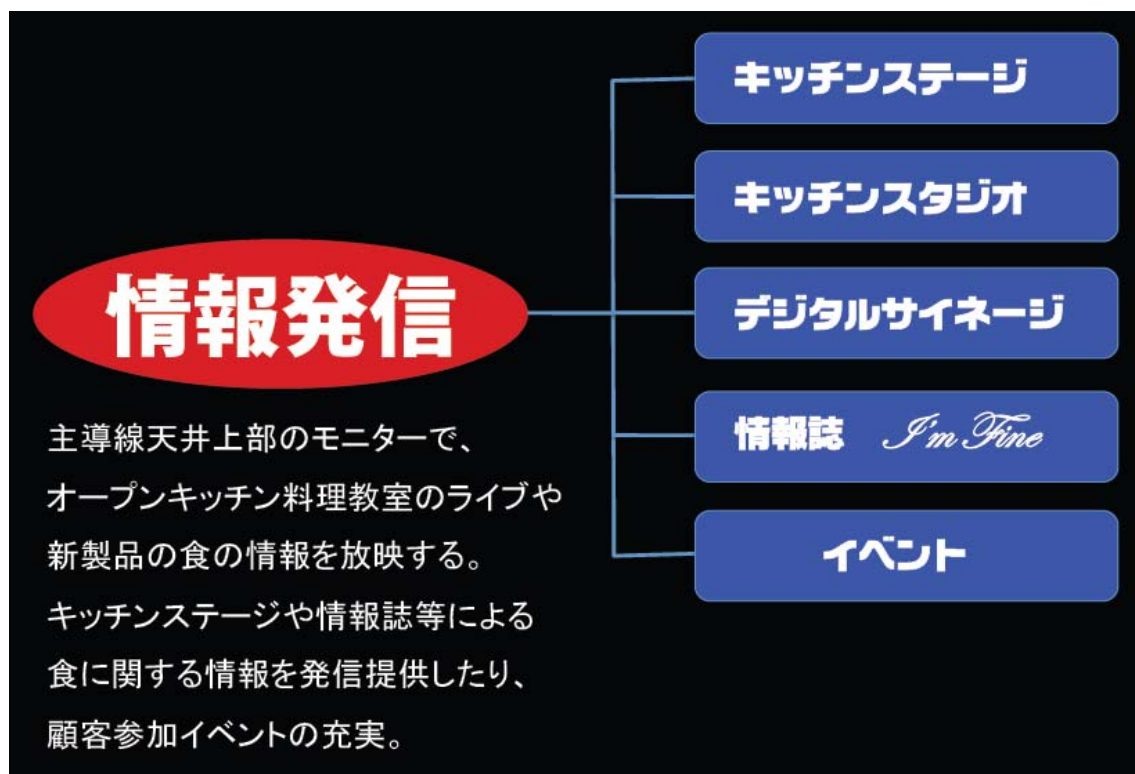 キッチンステージ
キッチンスタジオ
情報発信
デジタルサイネージ
情報誌 I'm Fine
イベント
主導線天井上部のモニターで、
オープンキッチン料理教室のライブや
新製品の食の情報を放映する。
キッチンステージや情報誌等による
食に関する情報を発信提供したり、
顧客参加イベントの充実。